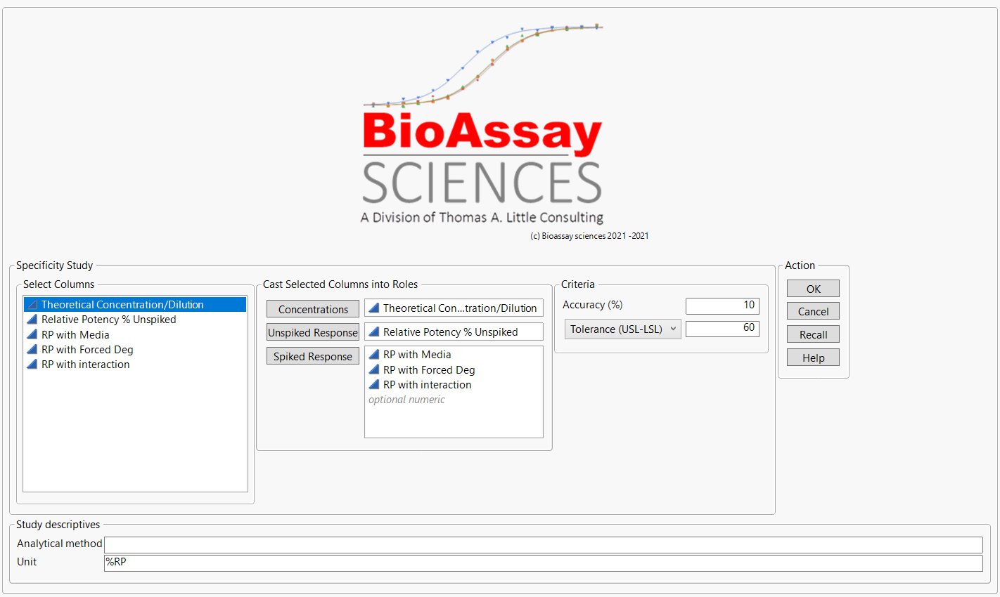 BioAssay
SCIENCES
A Division of Thomas A. Little Consulting
(c) Bioassay sciences 2021 -2021
Specificity Study
Select Columns
Theoretical Concentration/Dilution
Relative Potency % Unspiked
RP with Media
RP with Forced Deg
RP with interaction
Cast Selected Columns into Roles
Concentrations
Theoretical Con...tration/Dilution
Unspiked Response
Relative Potency % Unspiked
Spiked Response
RP with Media
RP with Forced Deg
RP with interaction
optional numeric
Criteria
Accuracy (%)
10
Tolerance (USL-LSL)
60
Action
OK
Cancel
Recall
Help
Study descriptives
Analytical method
Unit
%RP